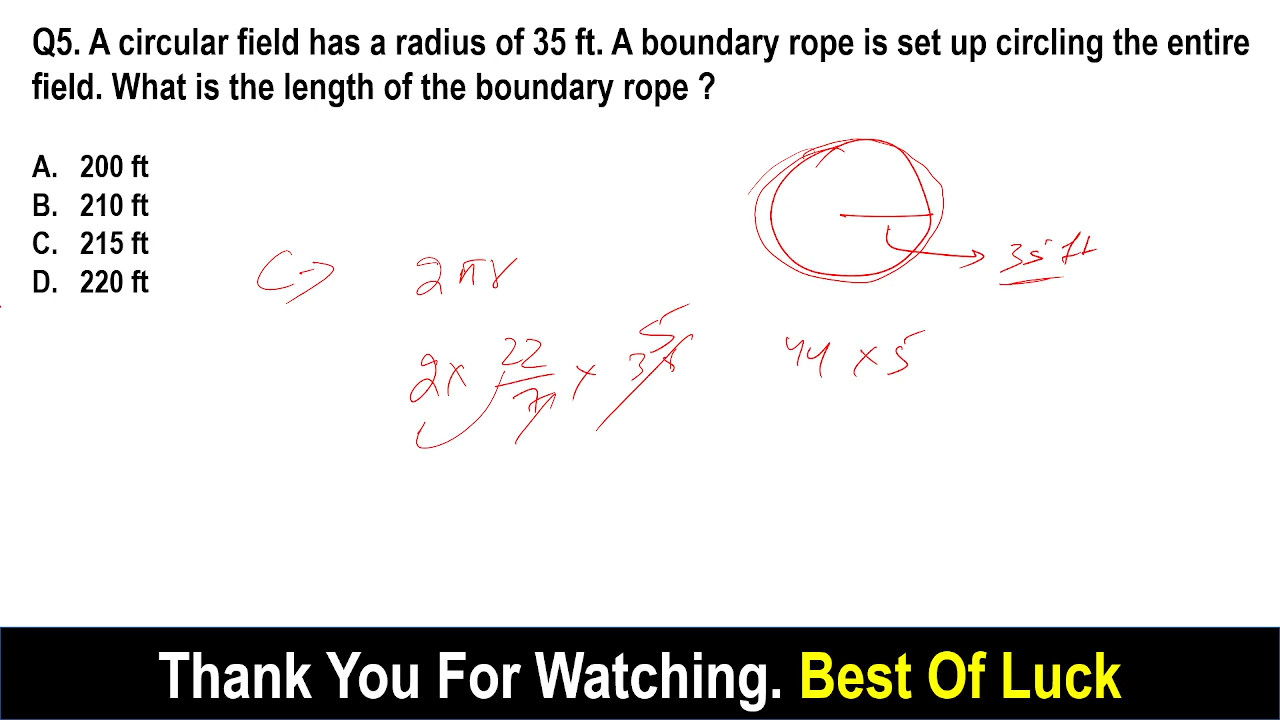 Q5. A circular field has a radius of 35 ft. A boundary rope is set up circling the entire
field. What is the length of the boundary rope ?
A. 200 ft
B. 210 ft
C. 215 ft
D. 220 ft
35 ft
C → 2πr
5
2 × 22/7 × 35
44 × 5
Thank You For Watching. Best Of Luck